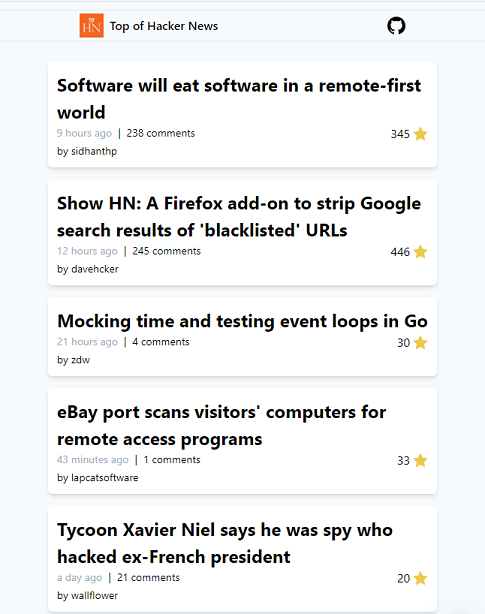 TOP
HN
Top of Hacker News
Software will eat software in a remote-first
world
9 hours ago | 238 comments
345
by sidhanthp
Show HN: A Firefox add-on to strip Google
search results of 'blacklisted' URLs
12 hours ago | 245 comments
446
by davehcker
Mocking time and testing event loops in Go
21 hours ago | 4 comments
30
by zdw
eBay port scans visitors' computers for
remote access programs
43 minutes ago | 1 comments
33
by lapcatsoftware
Tycoon Xavier Niel says he was spy who
hacked ex-French president
a day ago | 21 comments
20
by wallflower